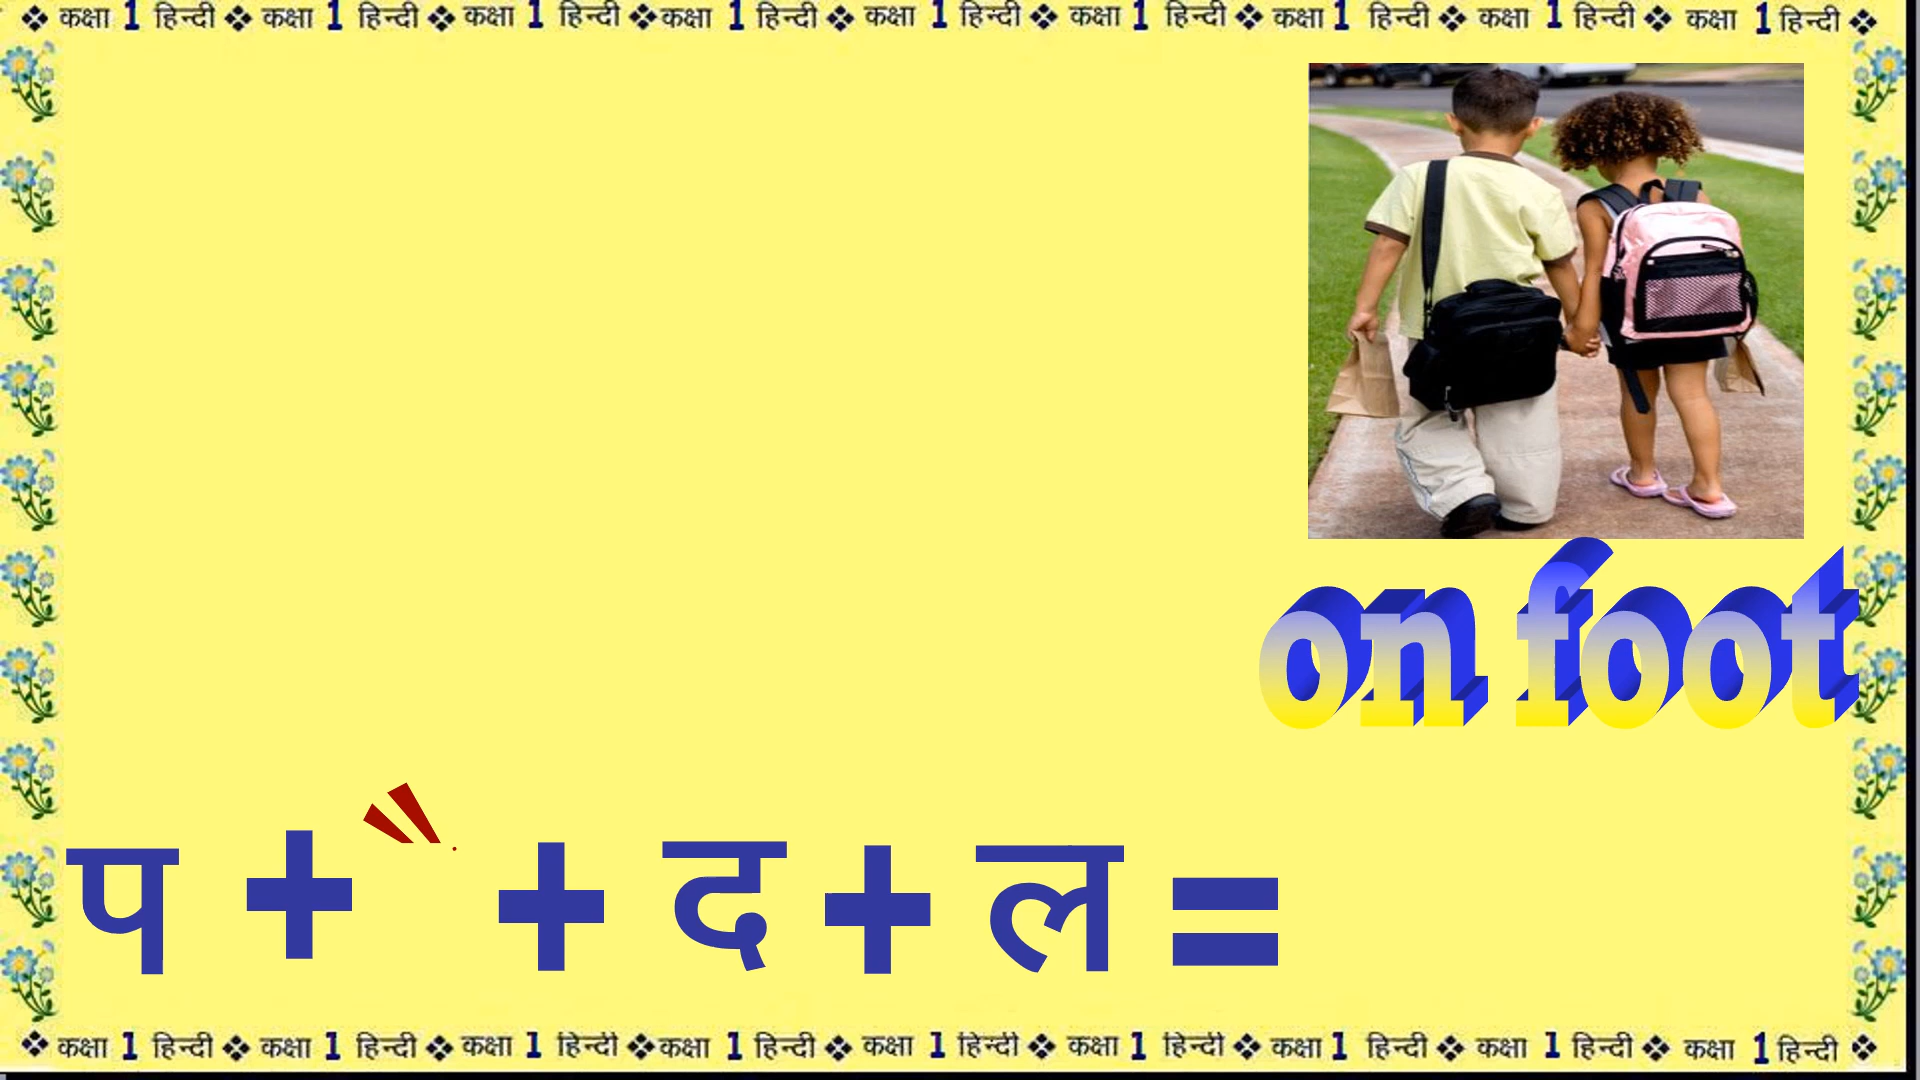 ❖ कक्षा 1 हिन्दी ❖ कक्षा 1 हिन्दी ❖ कक्षा 1 हिन्दी ❖ कक्षा 1 हिन्दी ❖ कक्षा 1 हिन्दी ❖ कक्षा 1 हिन्दी ❖ कक्षा 1 हिन्दी ❖ कक्षा 1 हिन्दी ❖ कक्षा 1 हिन्दी ❖
on foot
प + ै + द + ल =
❖ कक्षा 1 हिन्दी ❖ कक्षा 1 हिन्दी ❖ कक्षा 1 हिन्दी ❖ कक्षा 1 हिन्दी ❖ कक्षा 1 हिन्दी ❖ कक्षा 1 हिन्दी ❖ कक्षा 1 हिन्दी ❖ कक्षा 1 हिन्दी ❖ कक्षा 1 हिन्दी ❖